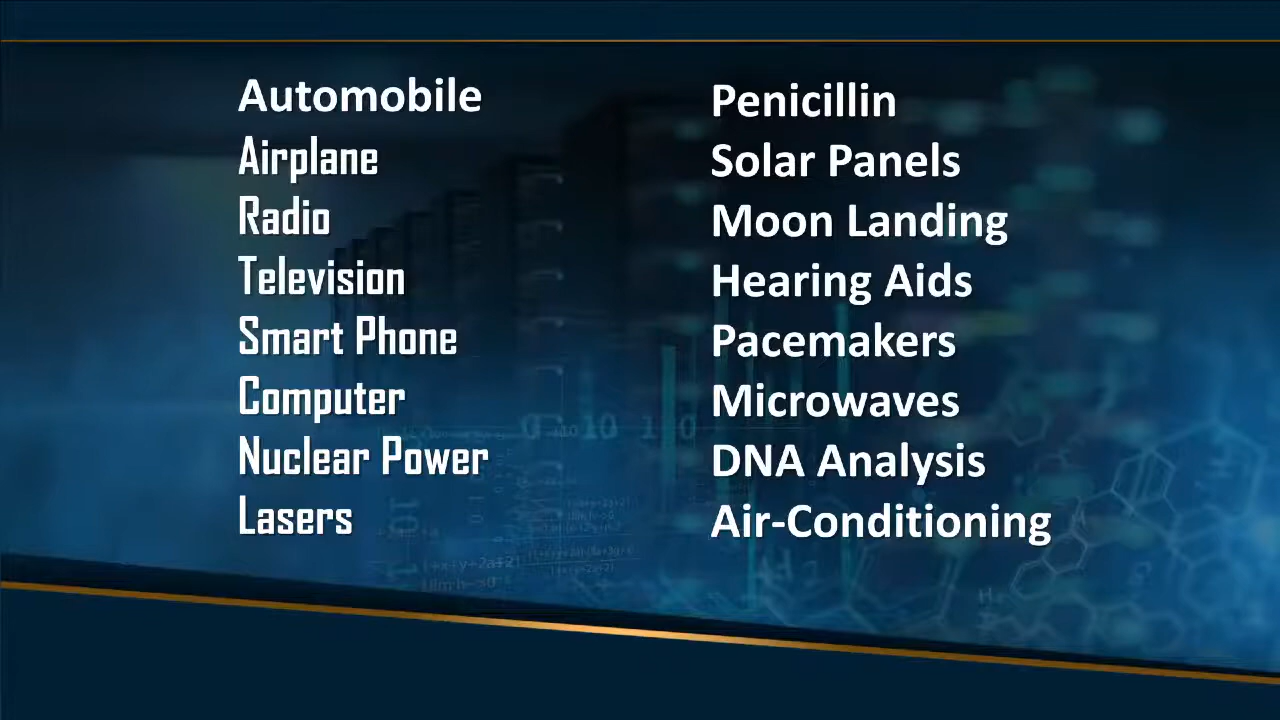 Automobile
Airplane
Radio
Television
Smart Phone
Computer
Nuclear Power
Lasers
Penicillin
Solar Panels
Moon Landing
Hearing Aids
Pacemakers
Microwaves
DNA Analysis
Air-Conditioning